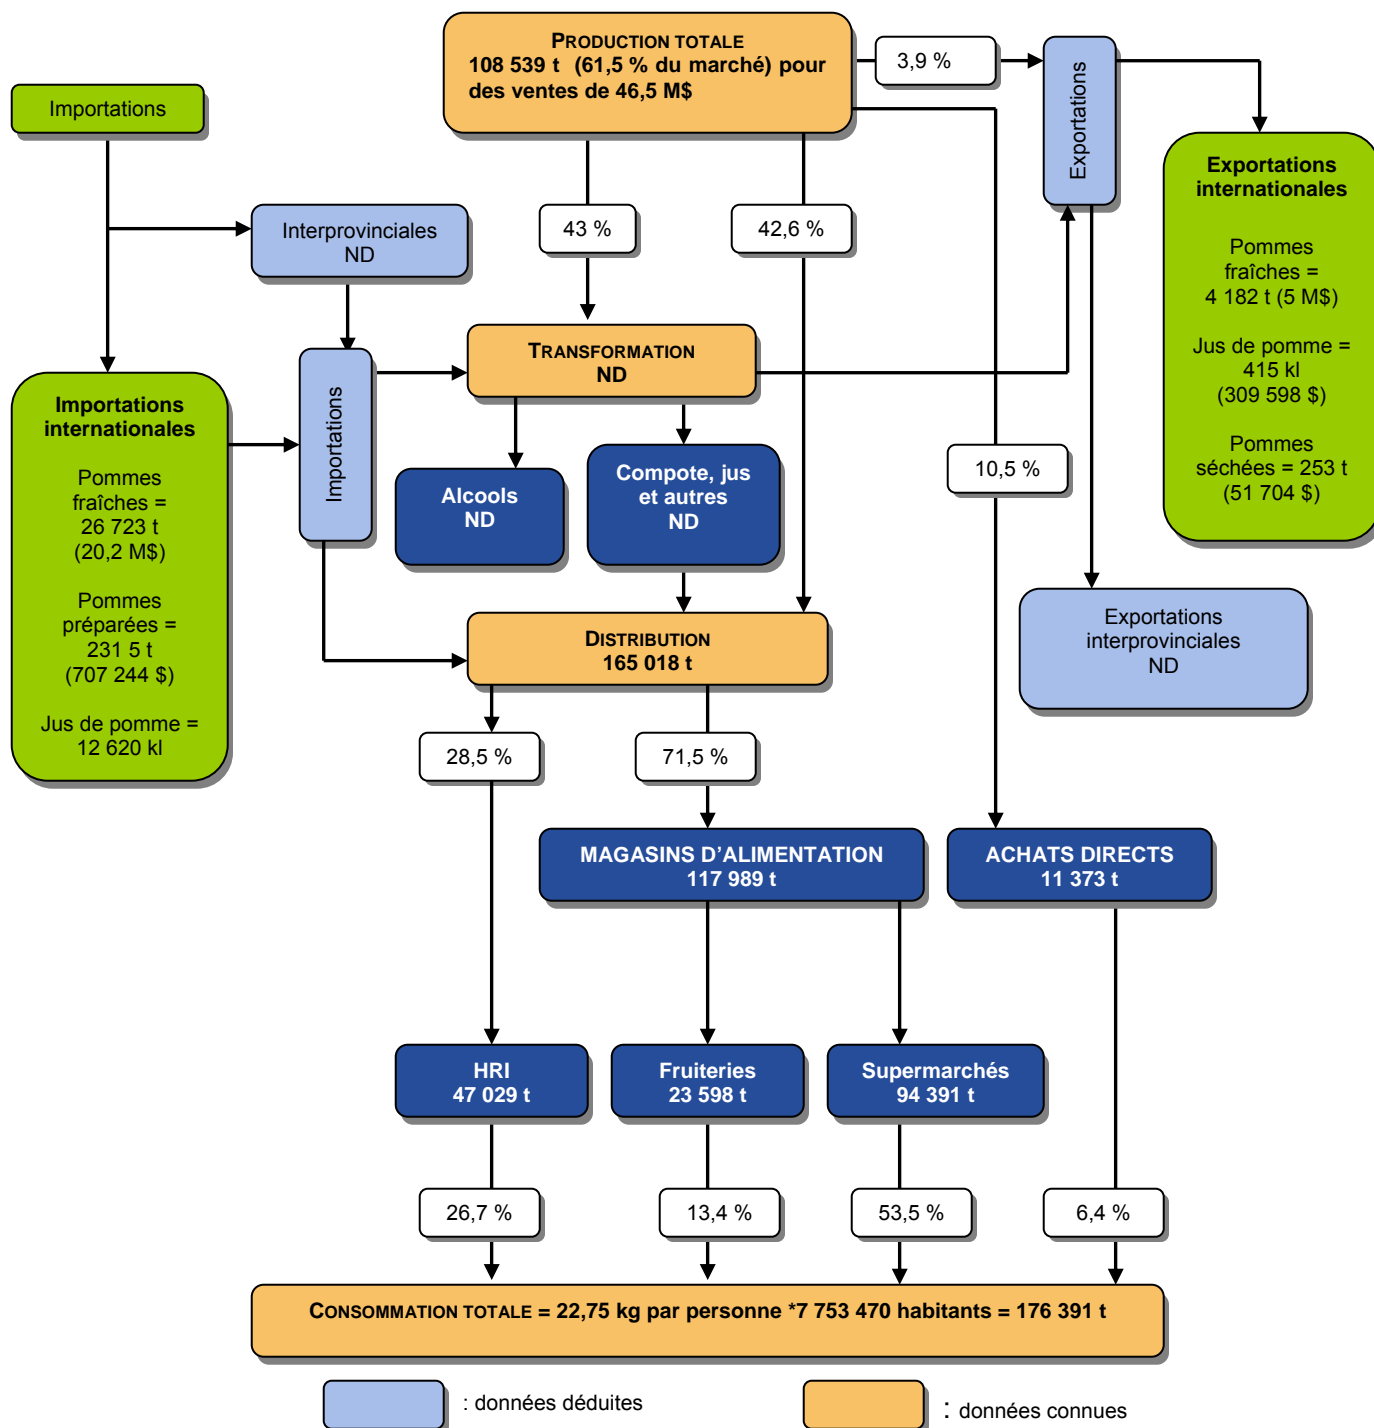 PRODUCTION TOTALE
108 539 t (61,5 % du marché) pour
des ventes de 46,5 M$
3,9 %
Exportations
Importations
Exportations
internationales
Pommes
fraîches =
4 182 t (5 M$)
Jus de pomme =
415 kl
(309 598 $)
Pommes
séchées = 253 t
(51 704 $)
43 %
42,6 %
Interprovinciales
ND
TRANSFORMATION
ND
Importations
Importations
internationales
Pommes
fraîches =
26 723 t
(20,2 M$)
Pommes
préparées =
231 5 t
(707 244 $)
Jus de pomme =
12 620 kl
Alcools
ND
Compote, jus
et autres
ND
10,5 %
Exportations
interprovinciales
ND
DISTRIBUTION
165 018 t
28,5 %
71,5 %
MAGASINS D'ALIMENTATION
117 989 t
ACHATS DIRECTS
11 373 t
HRI
47 029 t
Fruiteries
23 598 t
Supermarchés
94 391 t
26,7 %
13,4 %
53,5 %
6,4 %
CONSOMMATION TOTALE = 22,75 kg par personne *7 753 470 habitants = 176 391 t
: données déduites
: données connues